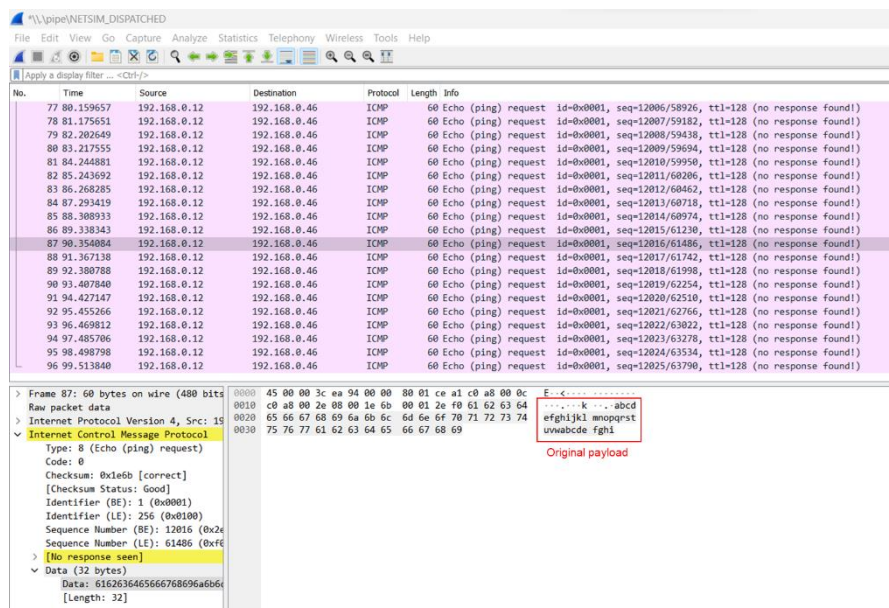 *\\.\pipe\NETSIM_DISPATCHED
File Edit View Go Capture Analyze Statistics Telephony Wireless Tools Help
Apply a display filter ... <Ctrl-/>
No. Time Source Destination Protocol Length Info
77 80.159657 192.168.0.12 192.168.0.46 ICMP 60 Echo (ping) request id=0x0001, seq=12006/58926, ttl=128 (no response found!)
78 81.175651 192.168.0.12 192.168.0.46 ICMP 60 Echo (ping) request id=0x0001, seq=12007/59182, ttl=128 (no response found!)
79 82.202649 192.168.0.12 192.168.0.46 ICMP 60 Echo (ping) request id=0x0001, seq=12008/59438, ttl=128 (no response found!)
80 83.217555 192.168.0.12 192.168.0.46 ICMP 60 Echo (ping) request id=0x0001, seq=12009/59694, ttl=128 (no response found!)
81 84.244881 192.168.0.12 192.168.0.46 ICMP 60 Echo (ping) request id=0x0001, seq=12010/59950, ttl=128 (no response found!)
82 85.243692 192.168.0.12 192.168.0.46 ICMP 60 Echo (ping) request id=0x0001, seq=12011/60206, ttl=128 (no response found!)
83 86.268285 192.168.0.12 192.168.0.46 ICMP 60 Echo (ping) request id=0x0001, seq=12012/60462, ttl=128 (no response found!)
84 87.293419 192.168.0.12 192.168.0.46 ICMP 60 Echo (ping) request id=0x0001, seq=12013/60718, ttl=128 (no response found!)
85 88.308933 192.168.0.12 192.168.0.46 ICMP 60 Echo (ping) request id=0x0001, seq=12014/60974, ttl=128 (no response found!)
86 89.338343 192.168.0.12 192.168.0.46 ICMP 60 Echo (ping) request id=0x0001, seq=12015/61230, ttl=128 (no response found!)
87 90.354084 192.168.0.12 192.168.0.46 ICMP 60 Echo (ping) request id=0x0001, seq=12016/61486, ttl=128 (no response found!)
88 91.367138 192.168.0.12 192.168.0.46 ICMP 60 Echo (ping) request id=0x0001, seq=12017/61742, ttl=128 (no response found!)
89 92.380788 192.168.0.12 192.168.0.46 ICMP 60 Echo (ping) request id=0x0001, seq=12018/61998, ttl=128 (no response found!)
90 93.407840 192.168.0.12 192.168.0.46 ICMP 60 Echo (ping) request id=0x0001, seq=12019/62254, ttl=128 (no response found!)
91 94.427147 192.168.0.12 192.168.0.46 ICMP 60 Echo (ping) request id=0x0001, seq=12020/62510, ttl=128 (no response found!)
92 95.455266 192.168.0.12 192.168.0.46 ICMP 60 Echo (ping) request id=0x0001, seq=12021/62766, ttl=128 (no response found!)
93 96.469812 192.168.0.12 192.168.0.46 ICMP 60 Echo (ping) request id=0x0001, seq=12022/63022, ttl=128 (no response found!)
94 97.485706 192.168.0.12 192.168.0.46 ICMP 60 Echo (ping) request id=0x0001, seq=12023/63278, ttl=128 (no response found!)
95 98.498798 192.168.0.12 192.168.0.46 ICMP 60 Echo (ping) request id=0x0001, seq=12024/63534, ttl=128 (no response found!)
96 99.513840 192.168.0.12 192.168.0.46 ICMP 60 Echo (ping) request id=0x0001, seq=12025/63790, ttl=128 (no response found!)
> Frame 87: 60 bytes on wire (480 bits
Raw packet data
> Internet Protocol Version 4, Src: 19
Internet Control Message Protocol
Type: 8 (Echo (ping) request)
Code: 0
Checksum: 0x1e6b [correct]
[Checksum Status: Good]
Identifier (BE): 1 (0x0001)
Identifier (LE): 256 (0x0100)
Sequence Number (BE): 12016 (0x2e
Sequence Number (LE): 61486 (0xf0
> [No response seen]
Data (32 bytes)
Data: 6162636465666768696a6b6c
[Length: 32]
0000 45 00 00 3c ea 94 00 00 80 01 ce a1 c0 a8 00 0c E··<···· ········
0010 c0 a8 00 2e 08 00 1e 6b 00 01 2e f0 61 62 63 64 ···.···k ··.·abcd
0020 65 66 67 68 69 6a 6b 6c 6d 6e 6f 70 71 72 73 74 efghijkl mnopqrst
0030 75 76 77 61 62 63 64 65 66 67 68 69 uvwabcde fghi
Original payload